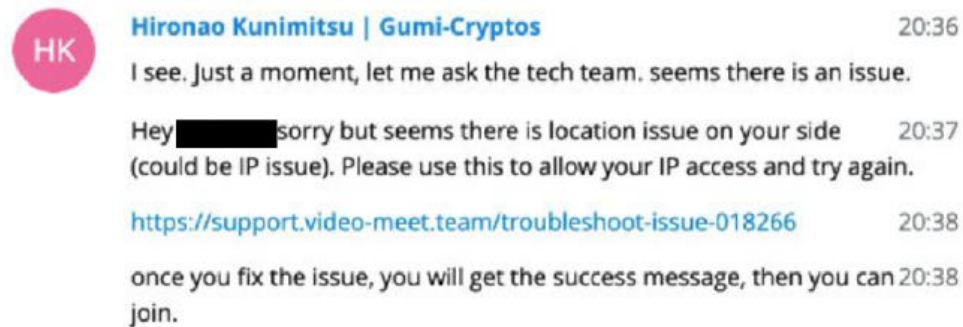 HK
Hironao Kunimitsu | Gumi-Cryptos 20:36
I see. Just a moment, let me ask the tech team. seems there is an issue.
Hey sorry but seems there is location issue on your side 20:37
(could be IP issue). Please use this to allow your IP access and try again.
https://support.video-meet.team/troubleshoot-issue-018266 20:38
once you fix the issue, you will get the success message, then you can 20:38
join.